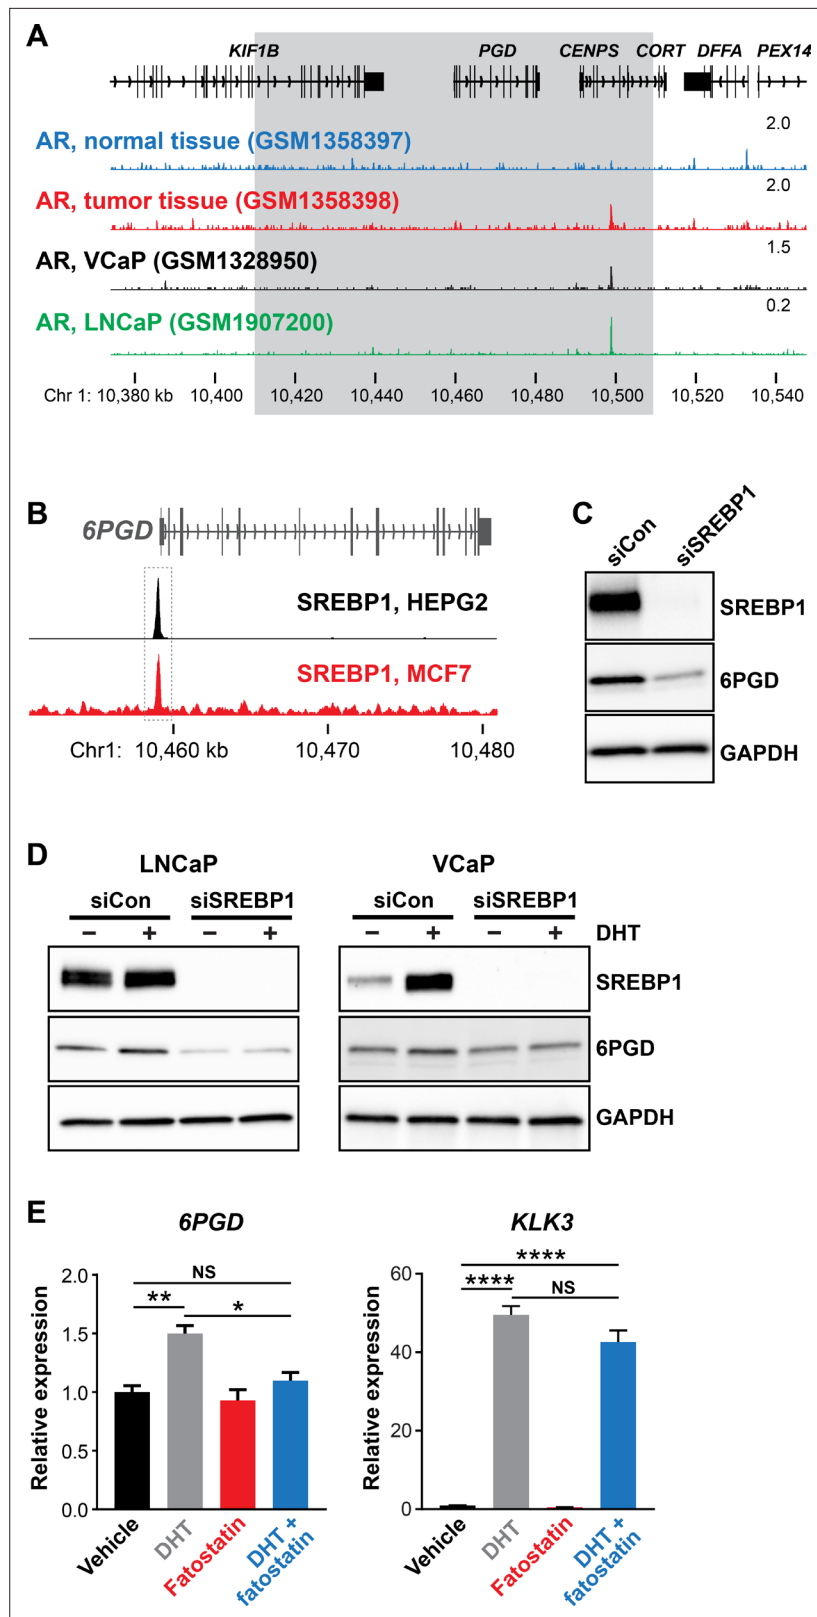 A
KIF1B PGD CENPS CORT DFFA PEX14
2.0
AR, normal tissue (GSM1358397)
2.0
AR, tumor tissue (GSM1358398)
1.5
AR, VCaP (GSM1328950)
0.2
AR, LNCaP (GSM1907200)
Chr 1: 10,380 kb 10,400 10,420 10,440 10,460 10,480 10,500 10,520 10,540
B
6PGD
SREBP1, HEPG2
SREBP1, MCF7
Chr1: 10,460 kb 10,470 10,480
C
siCon siSREBP1
SREBP1
6PGD
GAPDH
D
LNCaP VCaP
siCon siSREBP1 siCon siSREBP1
− + − + − + − + DHT
SREBP1
6PGD
GAPDH
E
6PGD
Relative expression
2.0
1.5
1.0
0.5
0.0
NS
** *
Vehicle
DHT
Fatostatin
DHT +
fatostatin
KLK3
Relative expression
60
40
20
0
****
**** NS
Vehicle
DHT
Fatostatin
DHT +
fatostatin